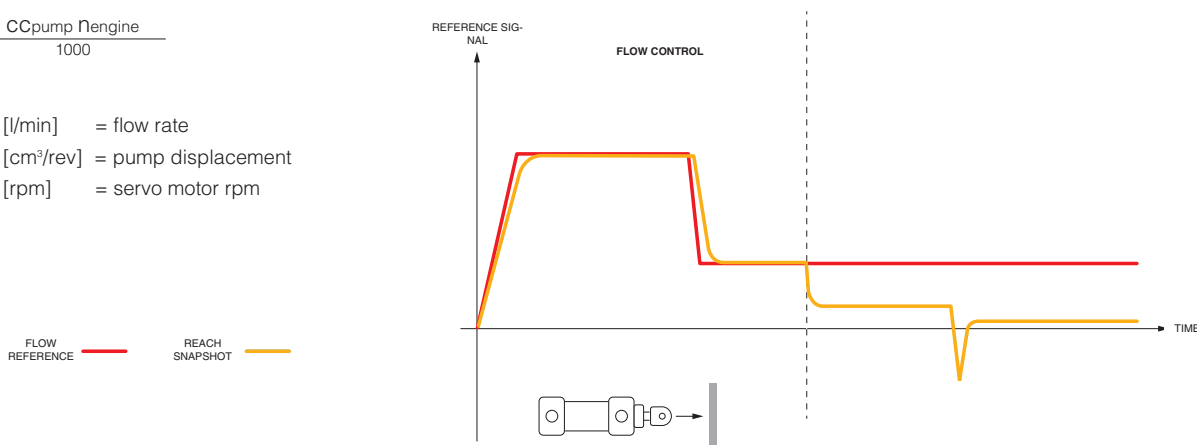 ccpump nengine
1000
[l/min] = flow rate
[cm³/rev] = pump displacement
[rpm] = servo motor rpm
FLOW
REFERENCE
REACH
SNAPSHOT
REFERENCE SIG-
NAL
FLOW CONTROL
TIME